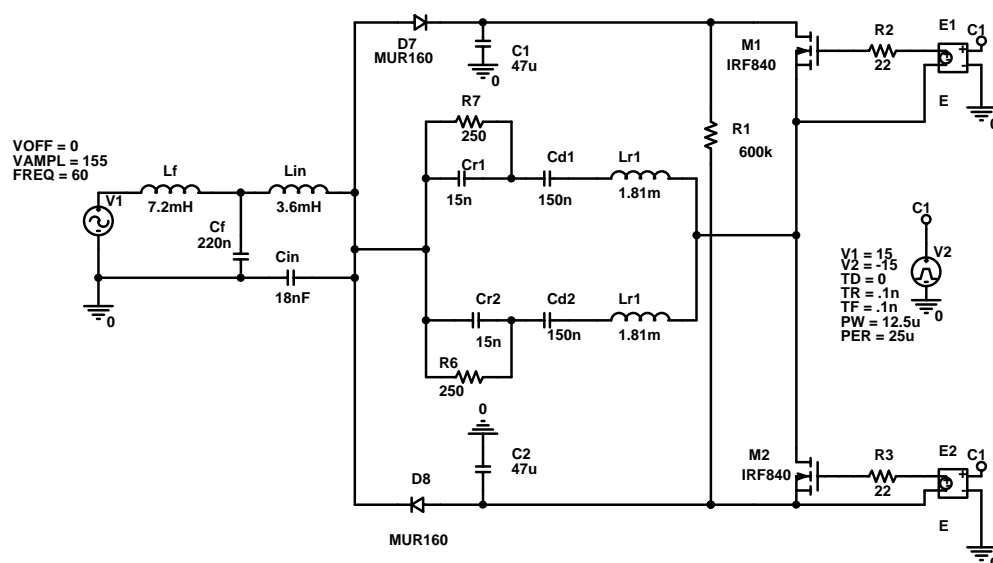 VOFF = 0
VAMPL = 155
FREQ = 60
V1
0
Lf
7.2mH
Cf
220n
Lin
3.6mH
Cin
18nF
D7
MUR160
C1
47u
0
R7
250
Cr1
15n
Cd1
150n
Lr1
1.81m
Cr2
15n
Cd2
150n
Lr1
1.81m
R6
250
0
C2
47u
D8
MUR160
R1
600k
M1
IRF840
R2
22
E1
C1
E
0
C1
V2
V1 = 15
V2 = -15
TD = 0
TR = .1n
TF = .1n
PW = 12.5u
PER = 25u
0
M2
IRF840
R3
22
E2
C1
E
0